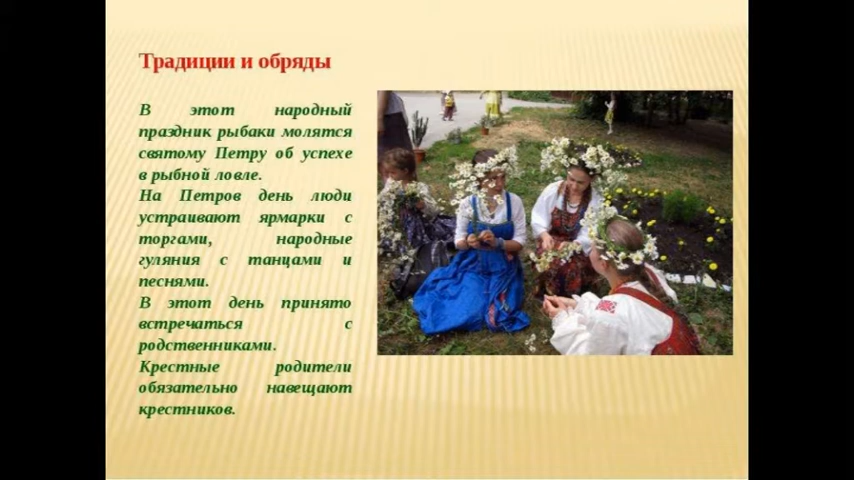 Традиции и обряды
В этот народный
праздник рыбаки молятся
святому Петру об успехе
в рыбной ловле.
На Петров день люди
устраивают ярмарки с
торгами, народные
гуляния с танцами и
песнями.
В этот день принято
встречаться с
родственниками.
Крестные родители
обязательно навещают
крестников.